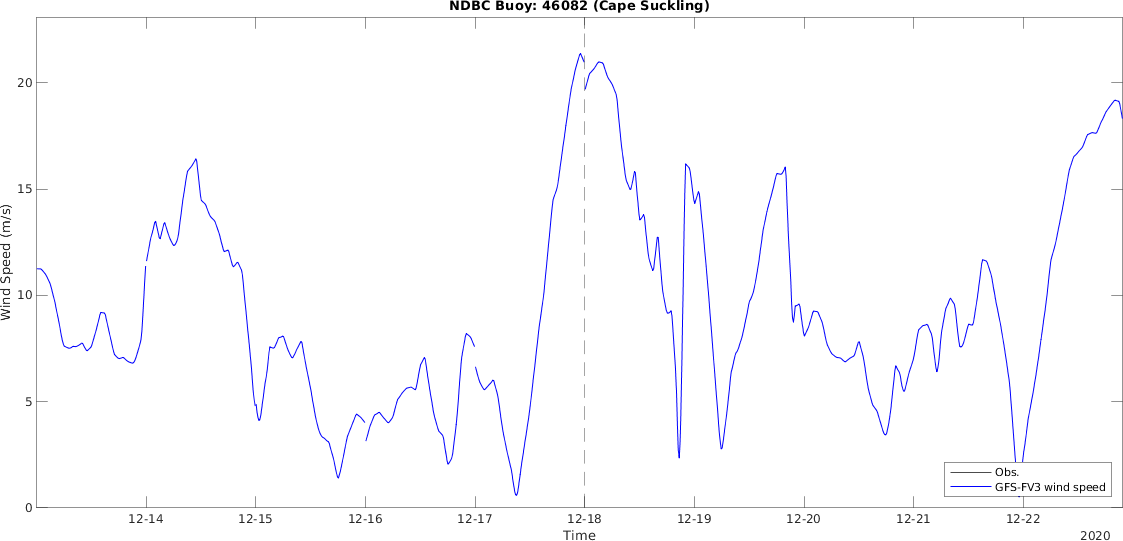 NDBC Buoy: 46082 (Cape Suckling)
Wind Speed (m/s)
20
15
10
5
0
12-14 12-15 12-16 12-17 12-18 12-19 12-20 12-21 12-22
Time
2020
Obs.
GFS-FV3 wind speed